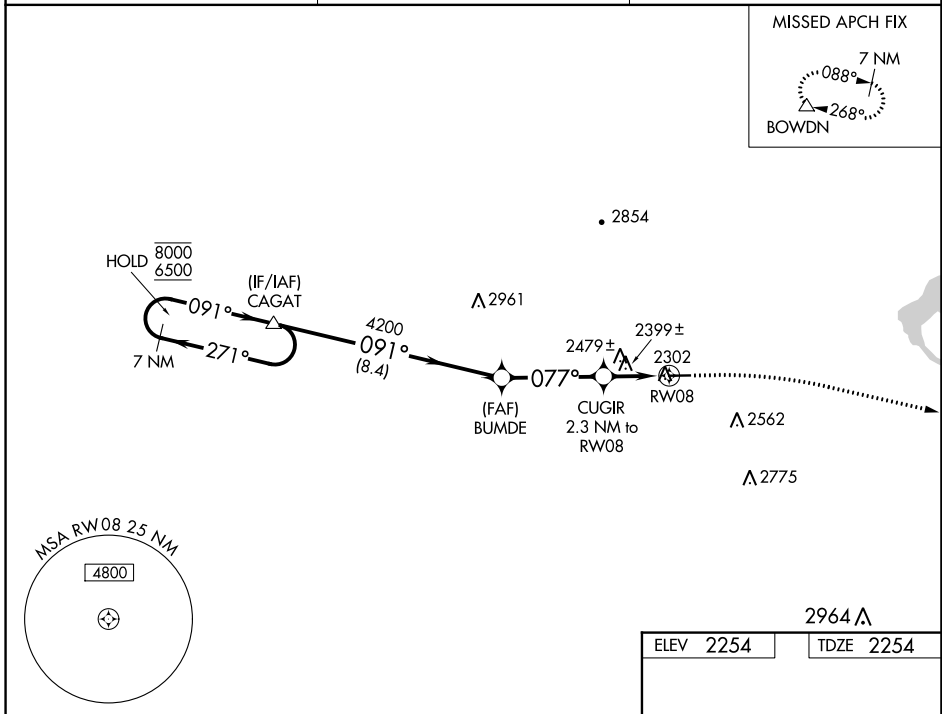 MISSED APCH FIX
7 NM
088°
268°
BOWDN
2854
HOLD
8000
6500
(IF/IAF)
CAGAT
091°
271°
7 NM
2961
4200
091°
(8.4)
2479±
2399±
2302
077°
RW08
(FAF)
BUMDE
CUGIR
2.3 NM to
RW08
2562
2775
MSA RW08 25 NM
4800
2964
ELEV 2254
TDZE 2254